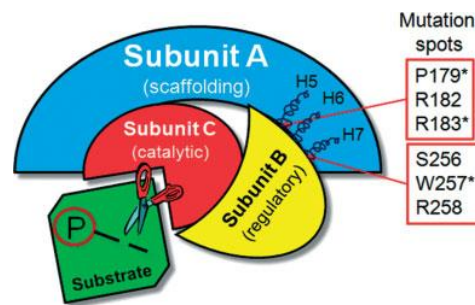 Mutation
spots
Subunit A
(scaffolding)
H5
H6
H7
P179*
R182
R183*
Subunit C
(catalytic)
Subunit B
(regulatory)
S256
W257*
R258
P
Substrate